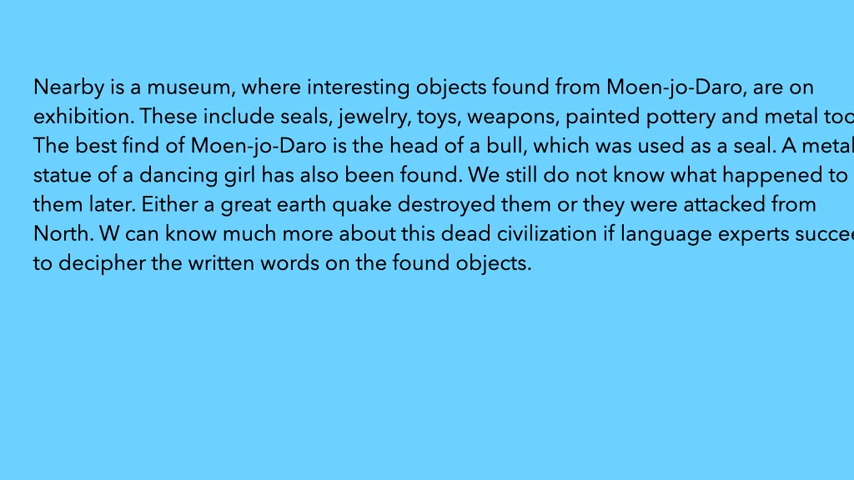 Nearby is a museum, where interesting objects found from Moen-jo-Daro, are on
exhibition. These include seals, jewelry, toys, weapons, painted pottery and metal too
The best find of Moen-jo-Daro is the head of a bull, which was used as a seal. A metal
statue of a dancing girl has also been found. We still do not know what happened to
them later. Either a great earth quake destroyed them or they were attacked from
North. W can know much more about this dead civilization if language experts succee
to decipher the written words on the found objects.